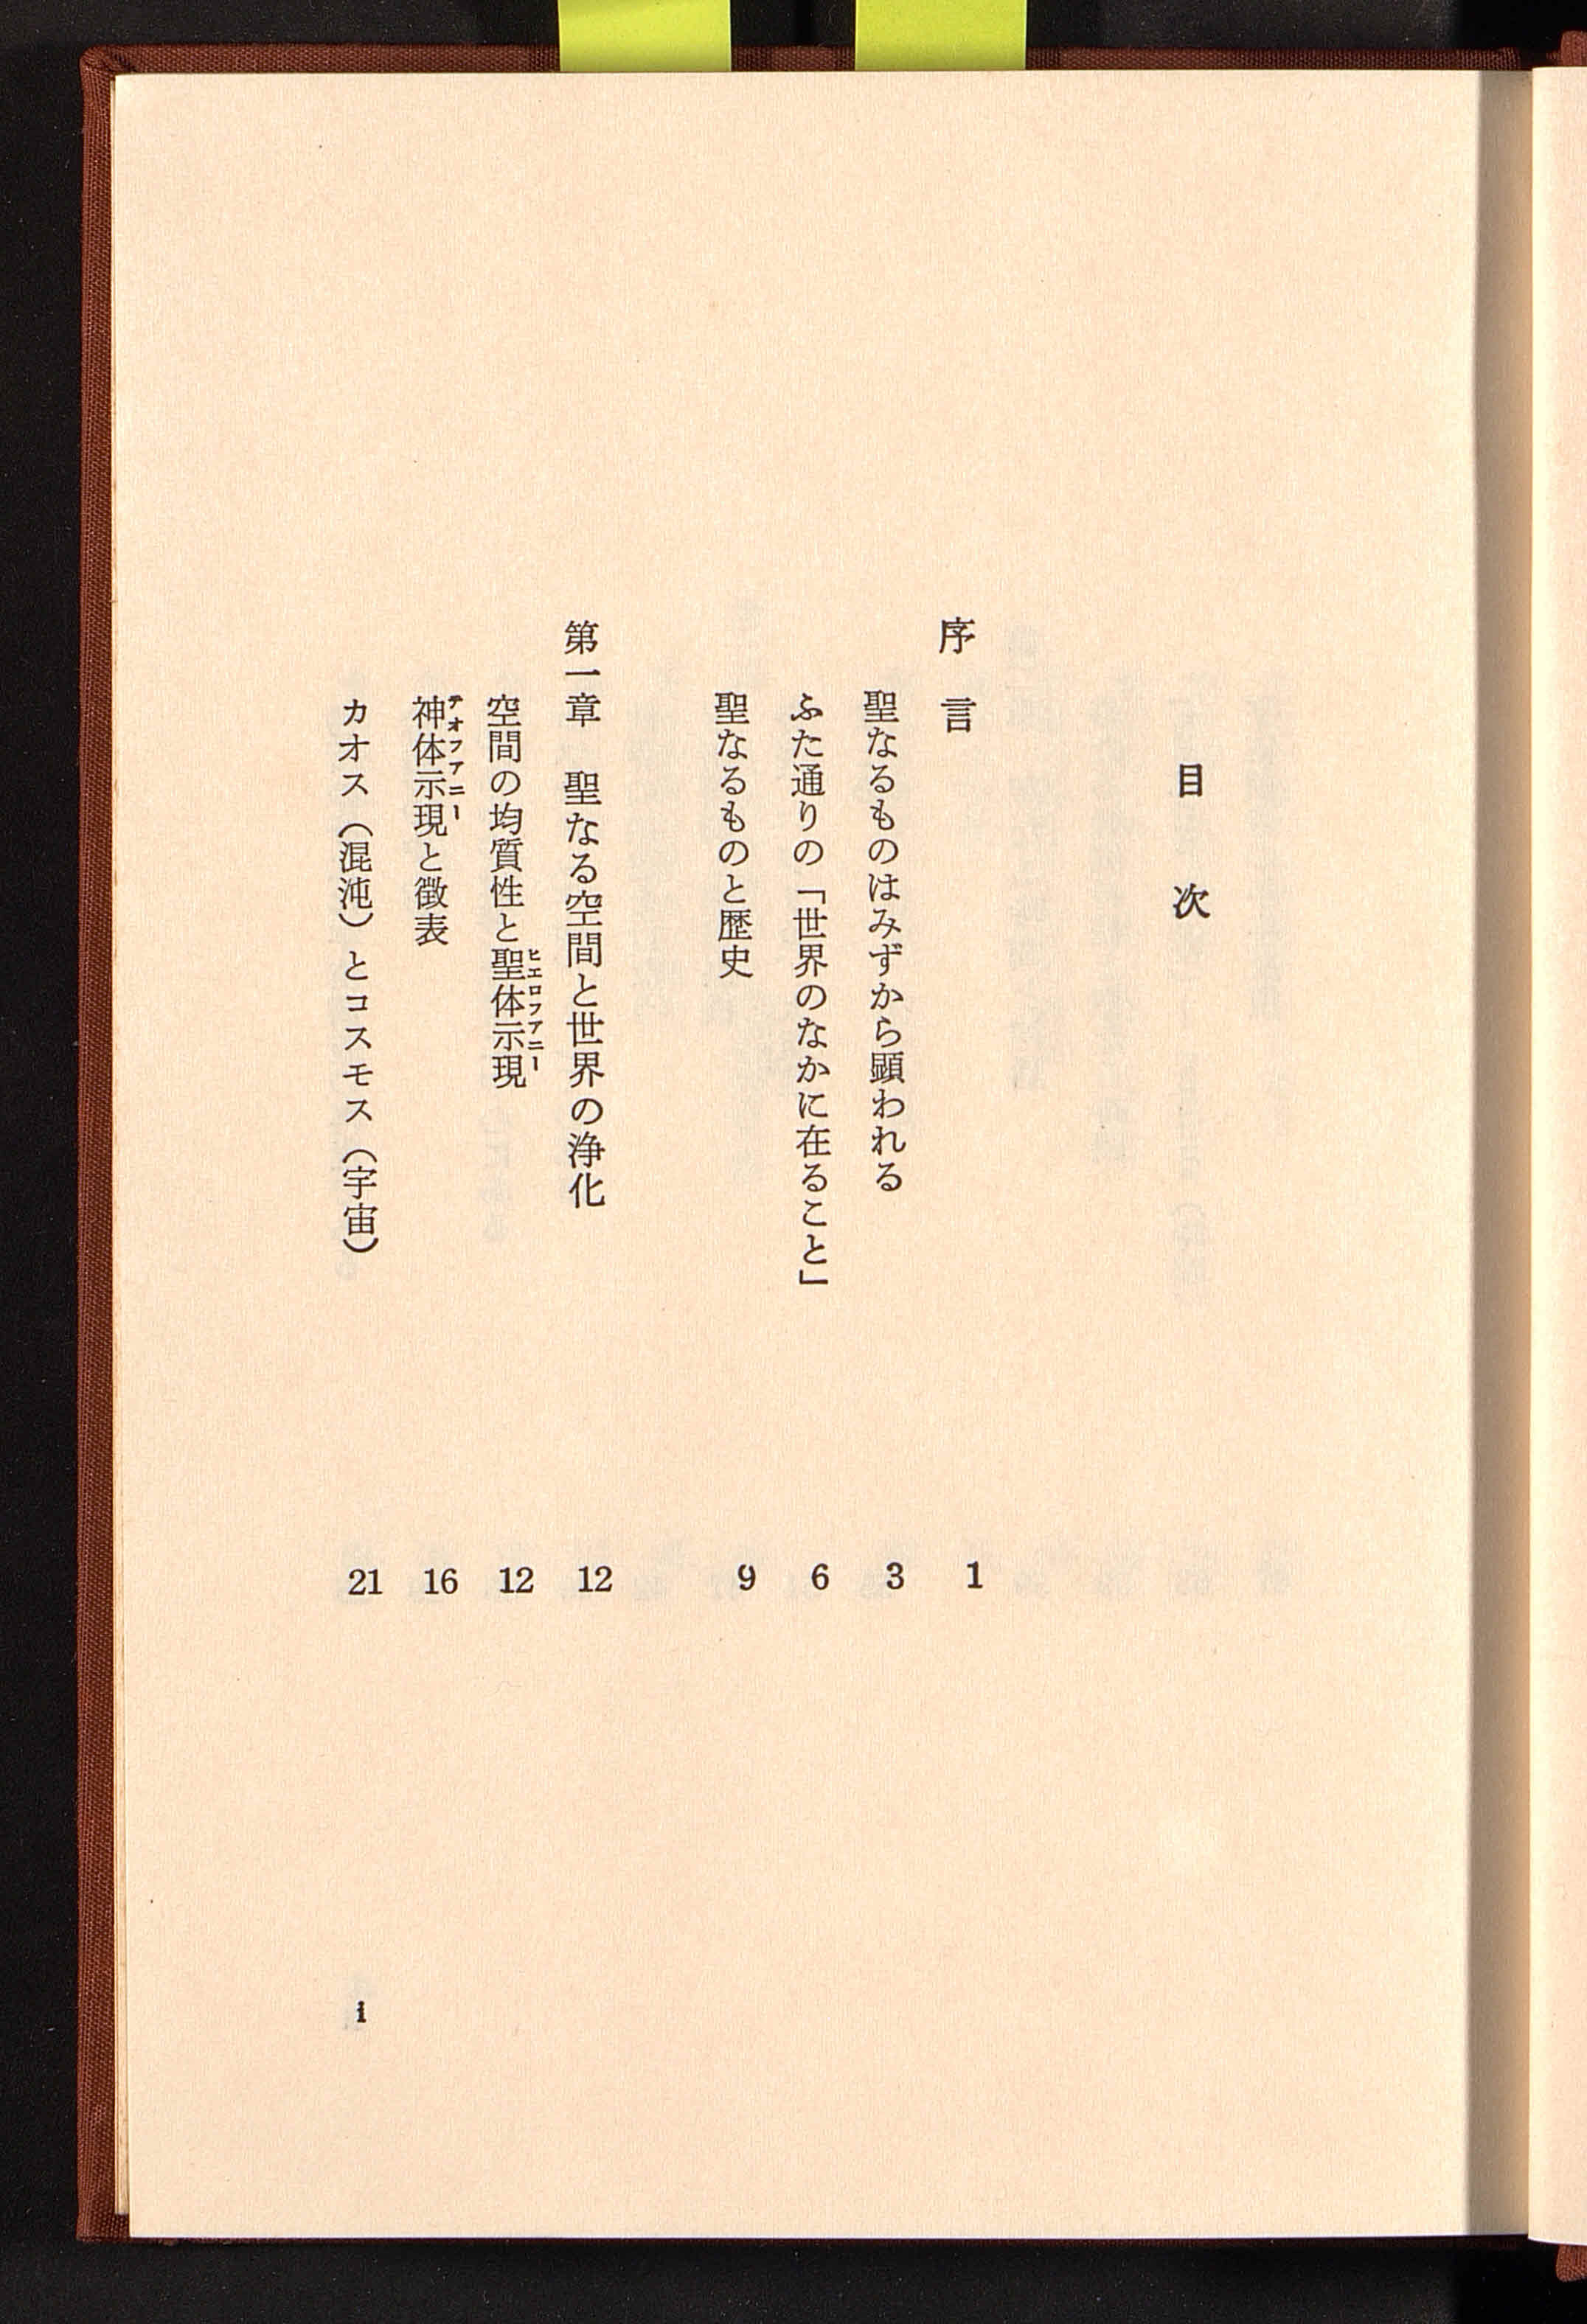 目次
序言 1
聖なるものはみずから顕われる 3
ふた通りの「世界のなかに在ること」 6
聖なるものと歴史 9
第一章 聖なる空間と世界の浄化 12
空間の均質性と聖体示現ヒエロファニー 12
神体示現テオファニーと徴表 16
カオス(混沌)とコスモス(宇宙) 21
i